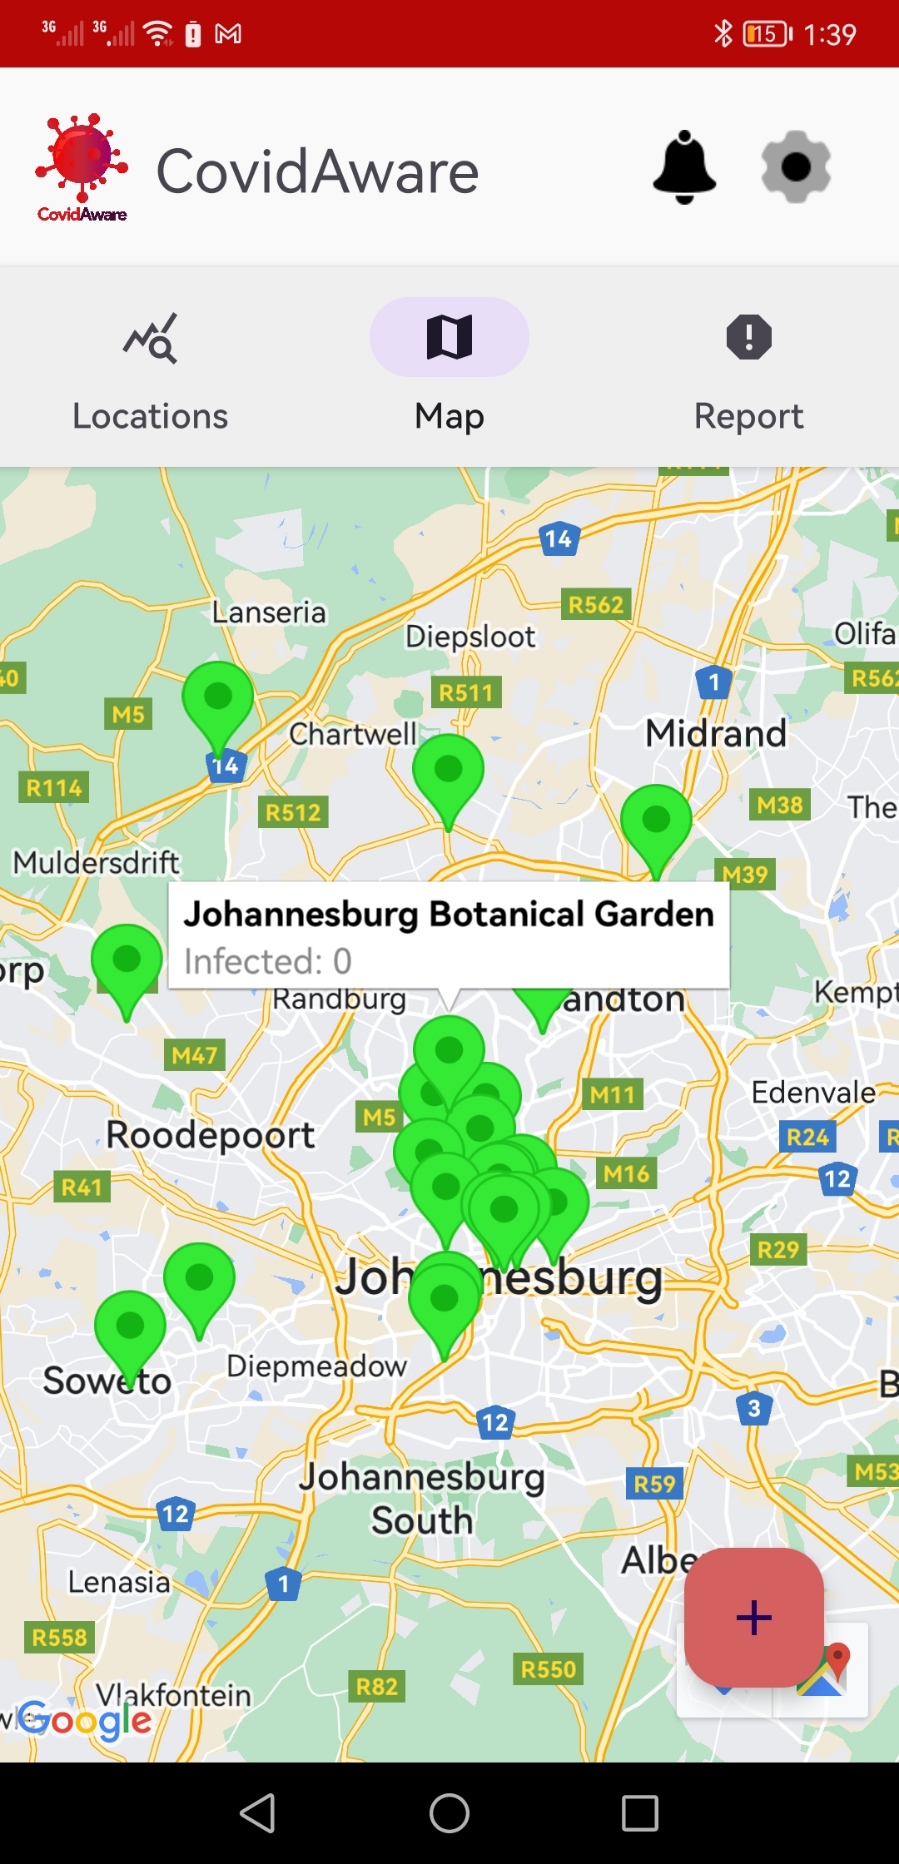 3G 3G 15 1:39
CovidAware
CovidAware
Locations Map Report
14
R562
Lanseria
Diepsloot
Olifa
40
R511
1
R562
M5
Chartwell
Midrand
14
R114
R512
M38
The
Muldersdrift
M39
Johannesburg Botanical Garden
Infected: 0
orp
Randburg
andton
Kempt
M47
M11
Edenvale
M5
Roodepoort
R24
R
R41
M16
12
R29
Joh nesburg
Soweto
Diepmeadow
B
3
12
Johannesburg
South
R59
M53
12
Albe
Lenasia
1
+
R558
R550
R82
Vlakfontein
Google